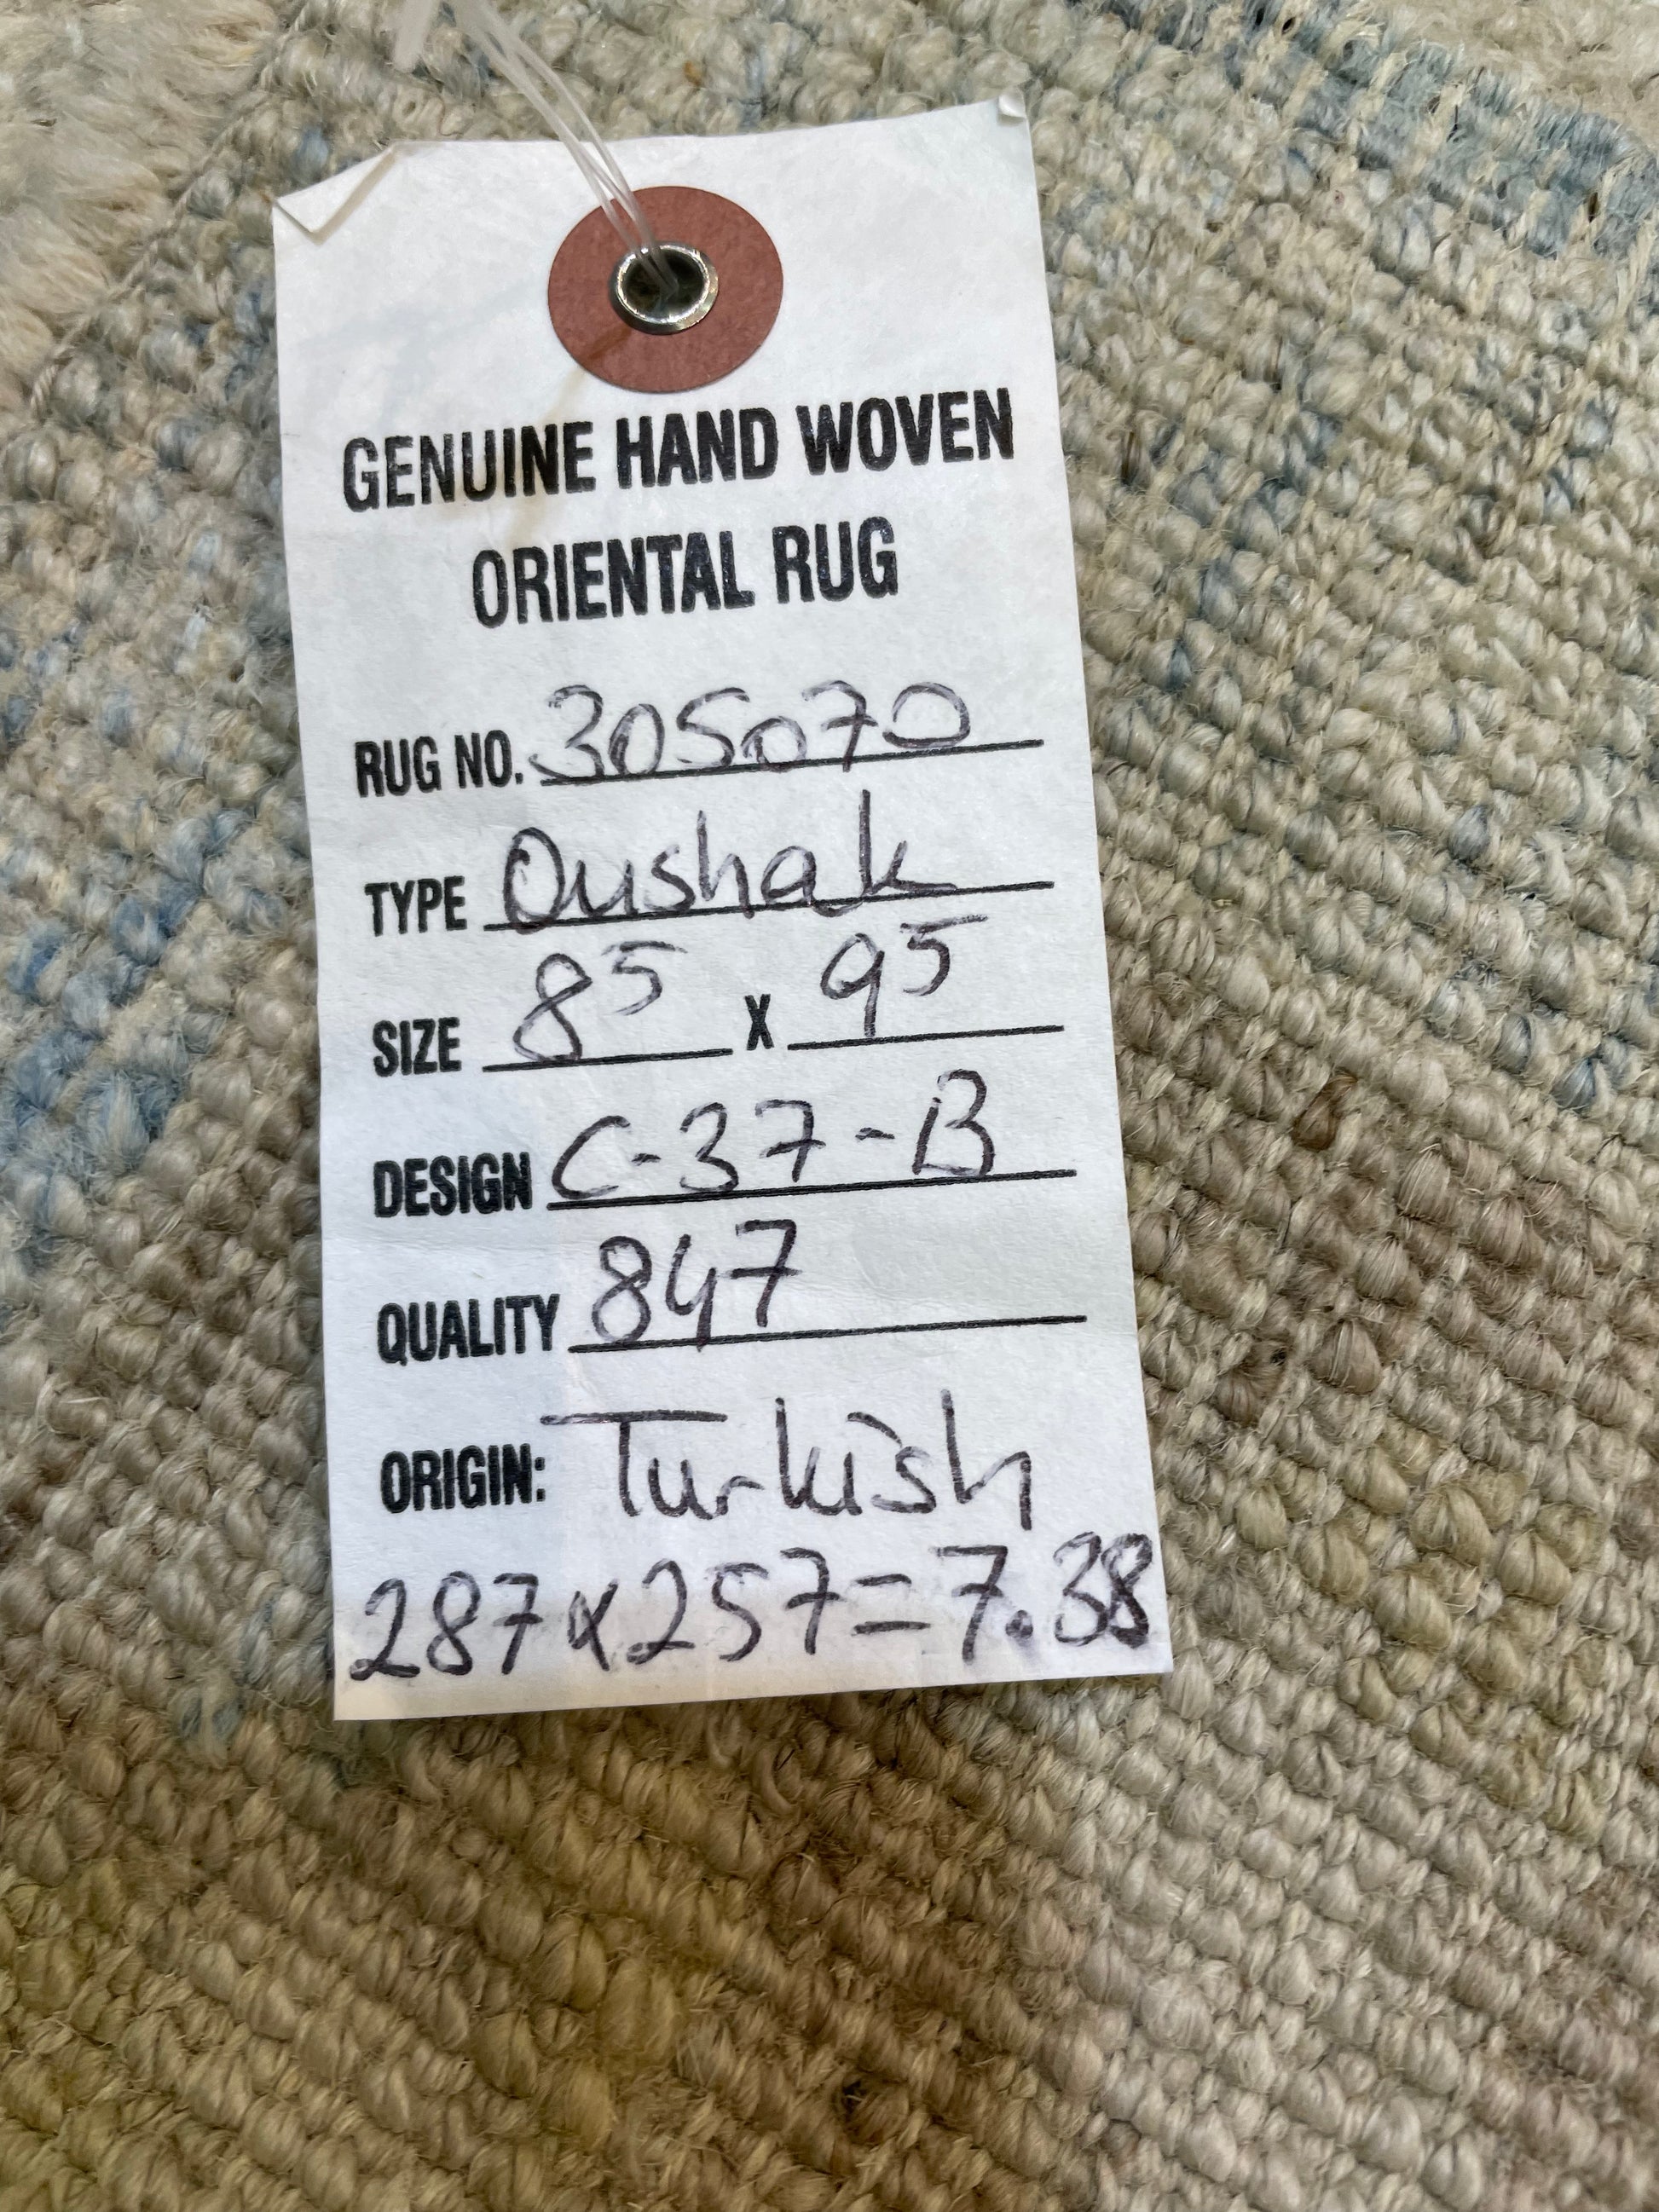 GENUINE HAND WOVEN
ORIENTAL RUG
RUG NO. 305070
TYPE Oushak
SIZE 8⁵ x 9⁵
DESIGN C-37-B
QUALITY 847
ORIGIN: Turkish
287x257=7.38